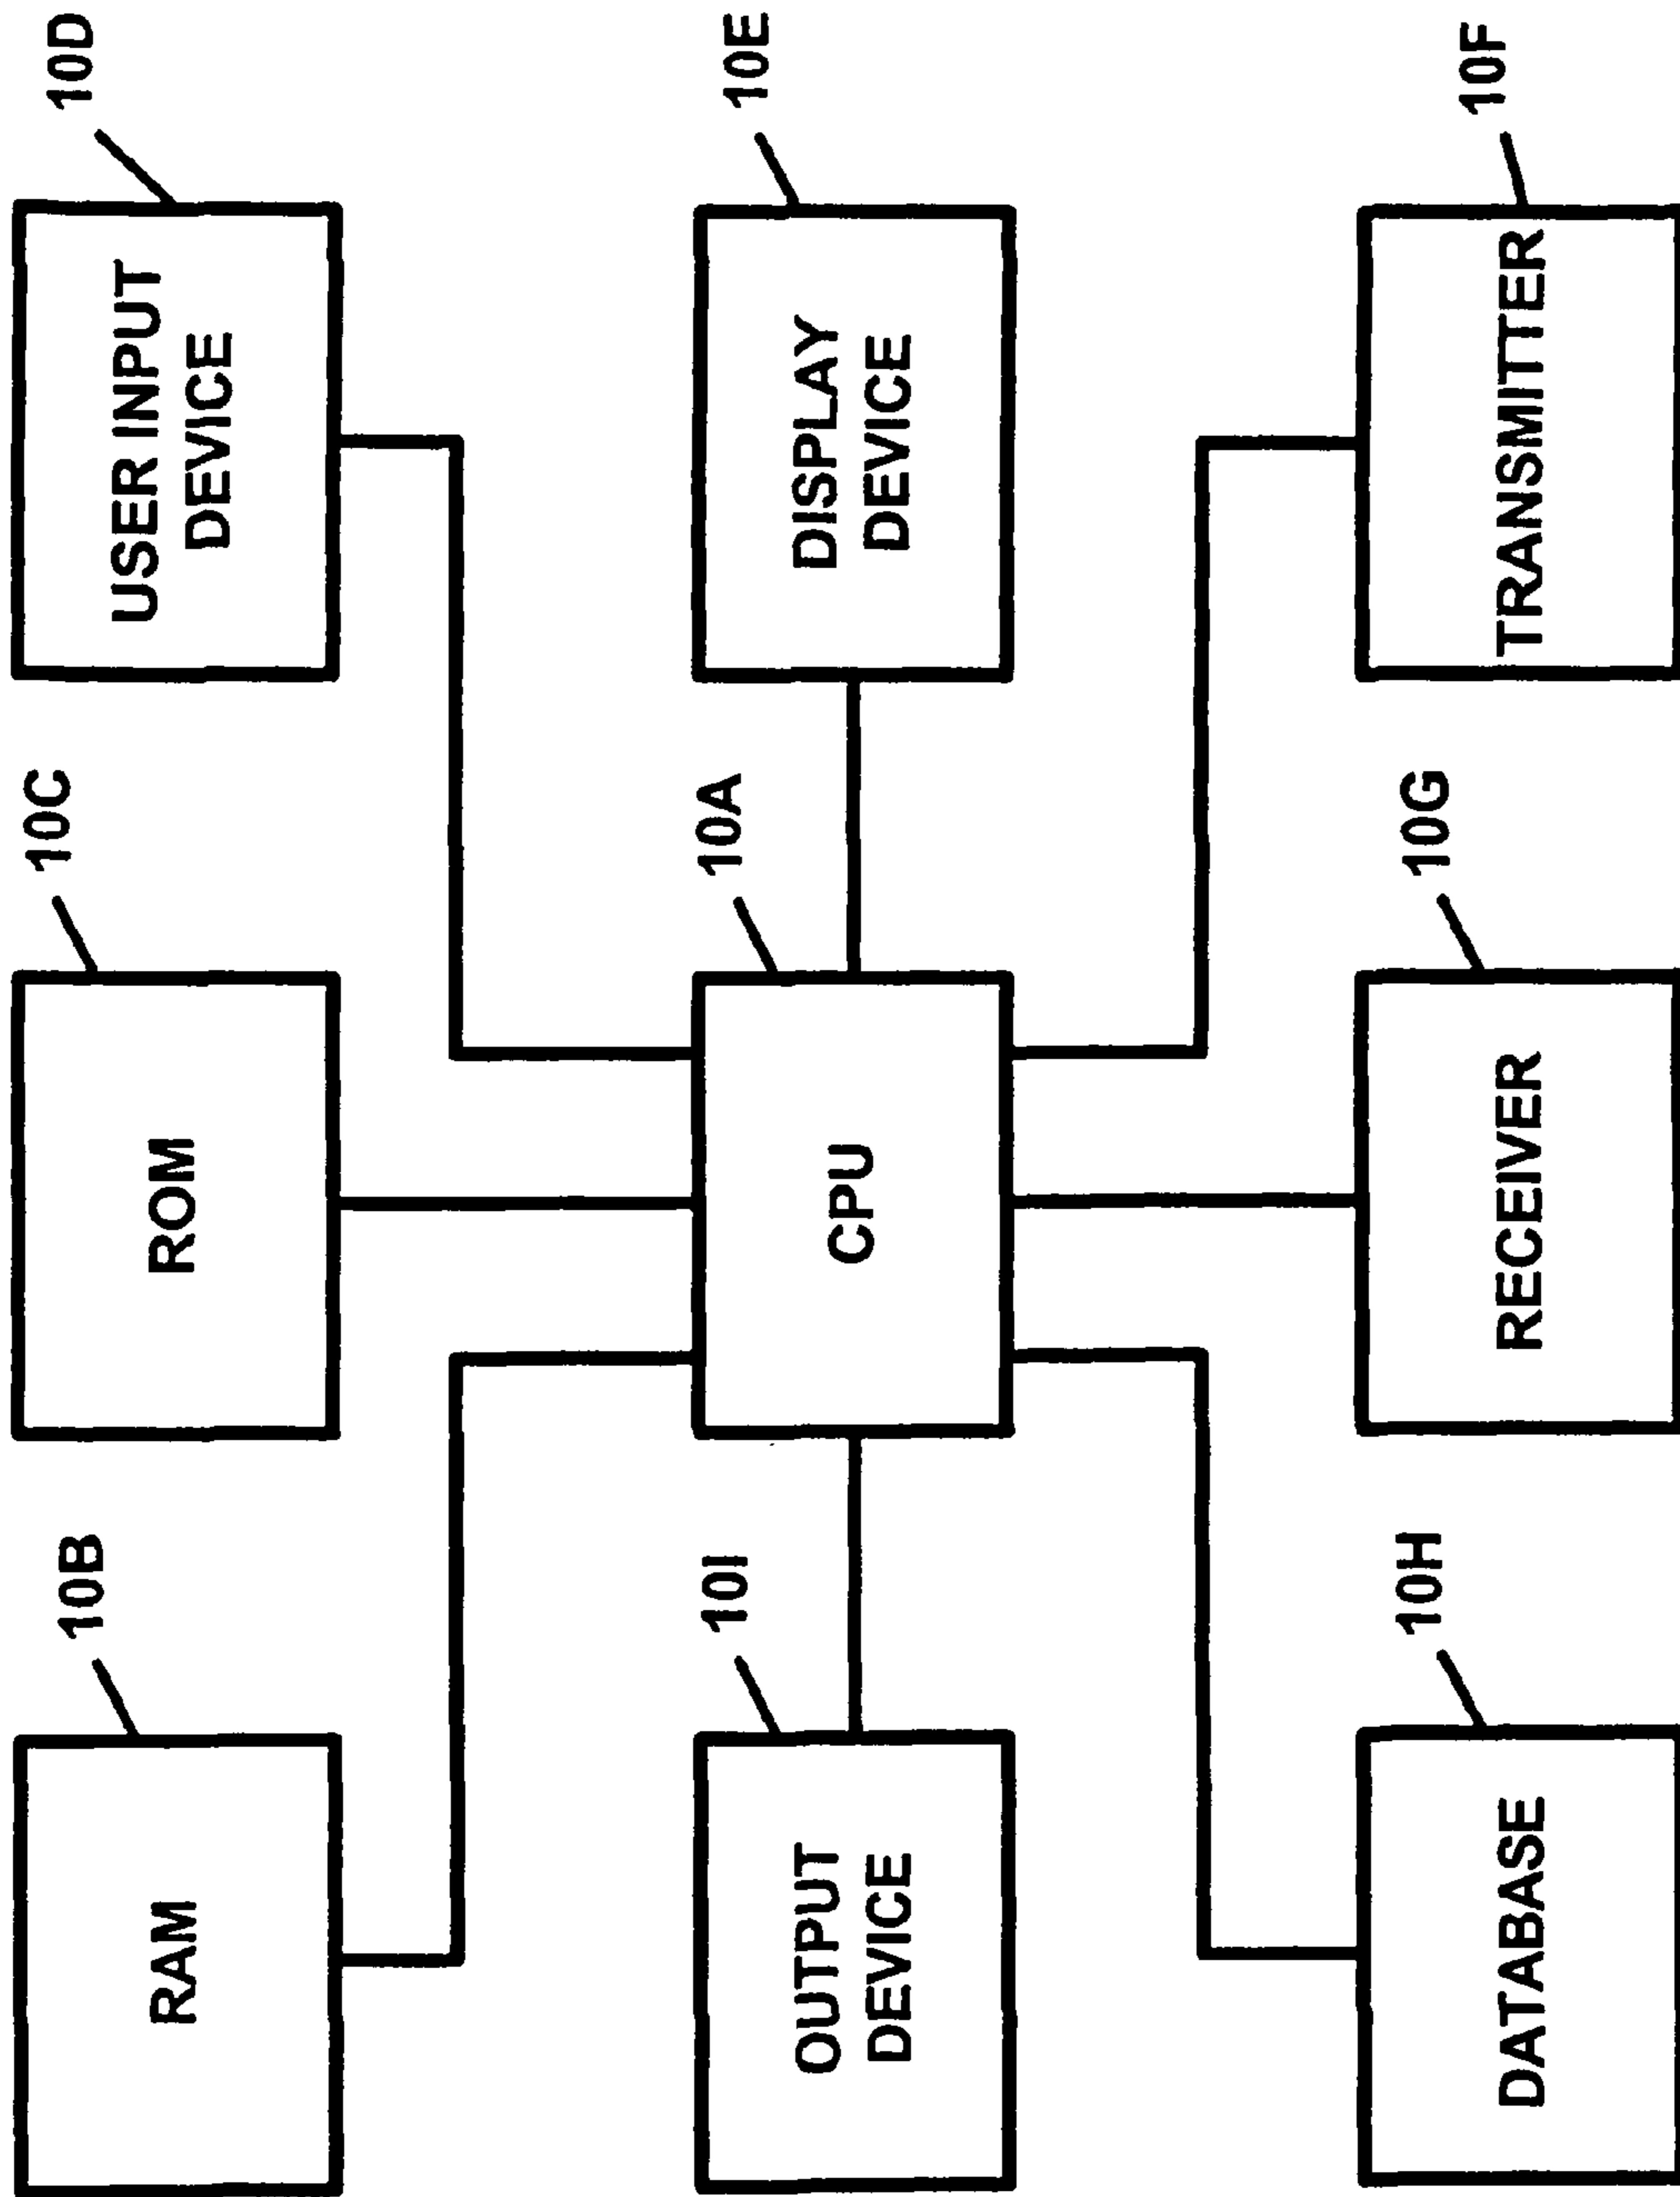 10B
RAM
10C
ROM
10D
USER INPUT
DEVICE
10I
OUTPUT
DEVICE
10A
CPU
10E
DISPLAY
DEVICE
10H
DATABASE
10G
RECEIVER
10F
TRANSMITTER